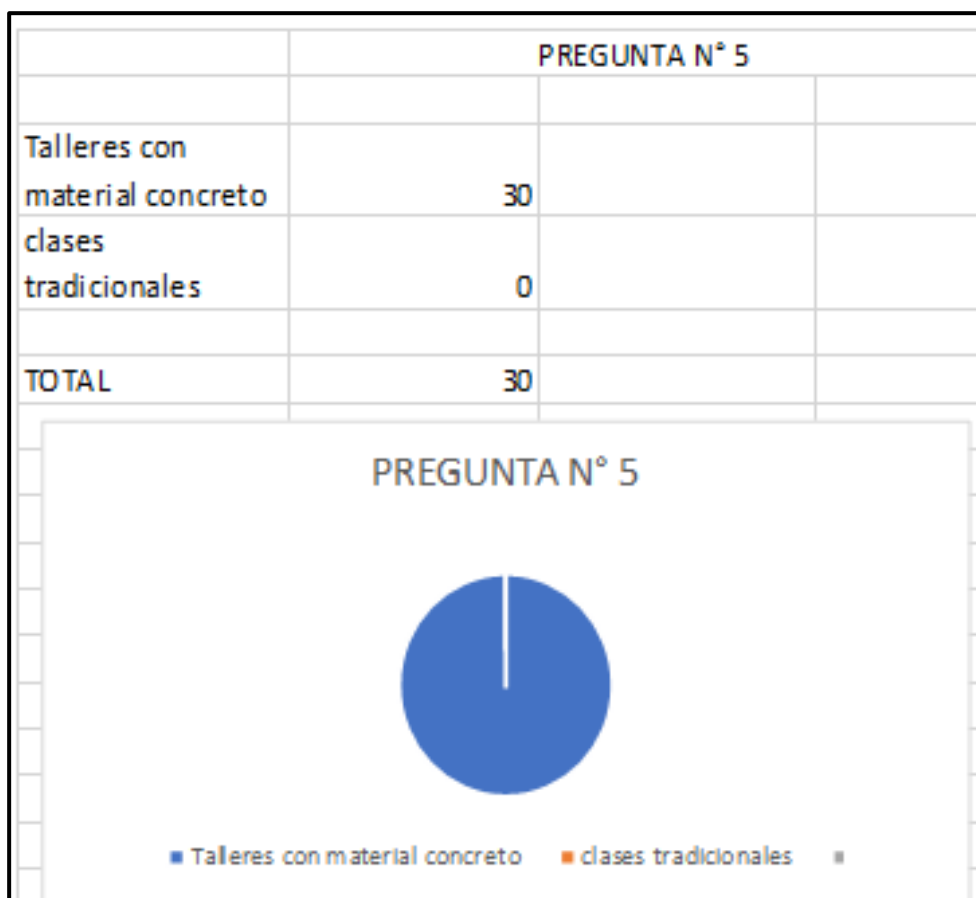 PREGUNTA N° 5
Talleres con
material concreto 30
clases
tradicionales 0
TOTAL 30
PREGUNTA N° 5
Talleres con material concreto clases tradicionales